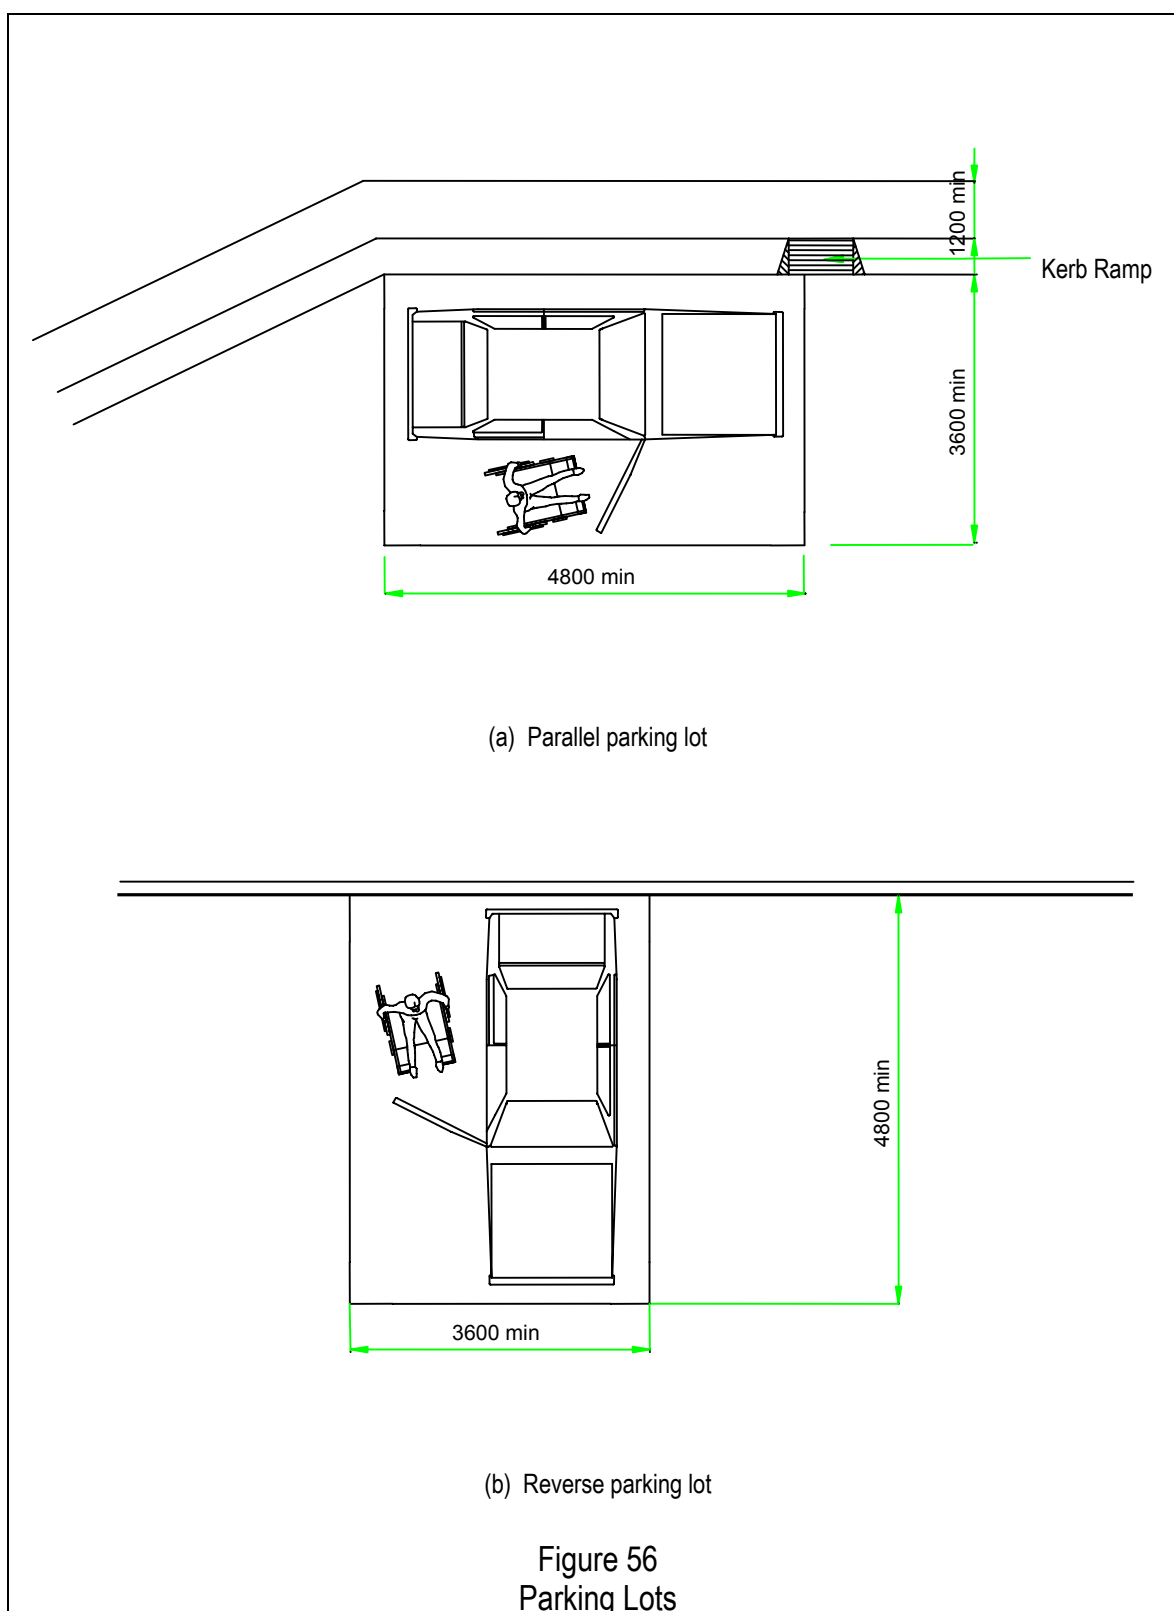 1200 min
Kerb Ramp
3600 min
4800 min
(a) Parallel parking lot
4800 min
3600 min
(b) Reverse parking lot
Figure 56
Parking Lots